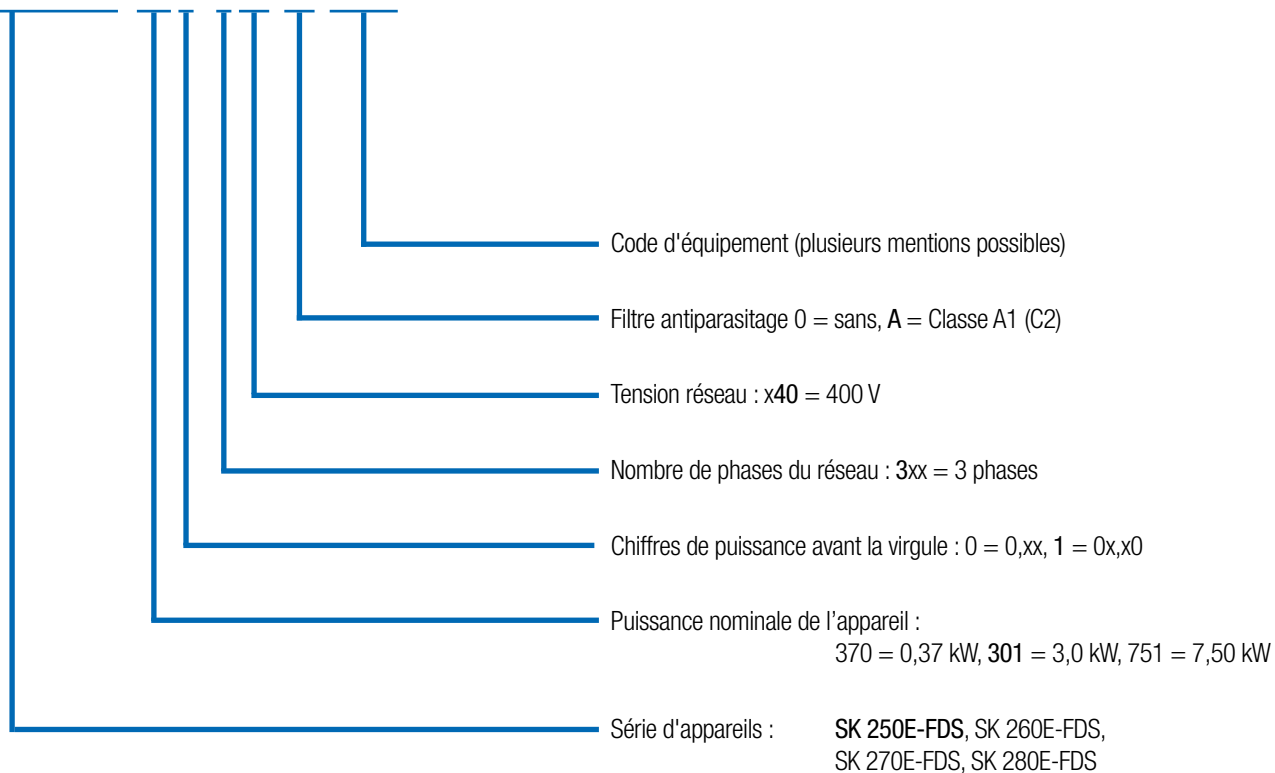 Code d'équipement (plusieurs mentions possibles)
Filtre antiparasitage 0 = sans, A = Classe A1 (C2)
Tension réseau : x40 = 400 V
Nombre de phases du réseau : 3xx = 3 phases
Chiffres de puissance avant la virgule : 0 = 0,xx, 1 = 0x,x0
Puissance nominale de l'appareil :
370 = 0,37 kW, 301 = 3,0 kW, 751 = 7,50 kW
Série d'appareils : SK 250E-FDS, SK 260E-FDS,
SK 270E-FDS, SK 280E-FDS